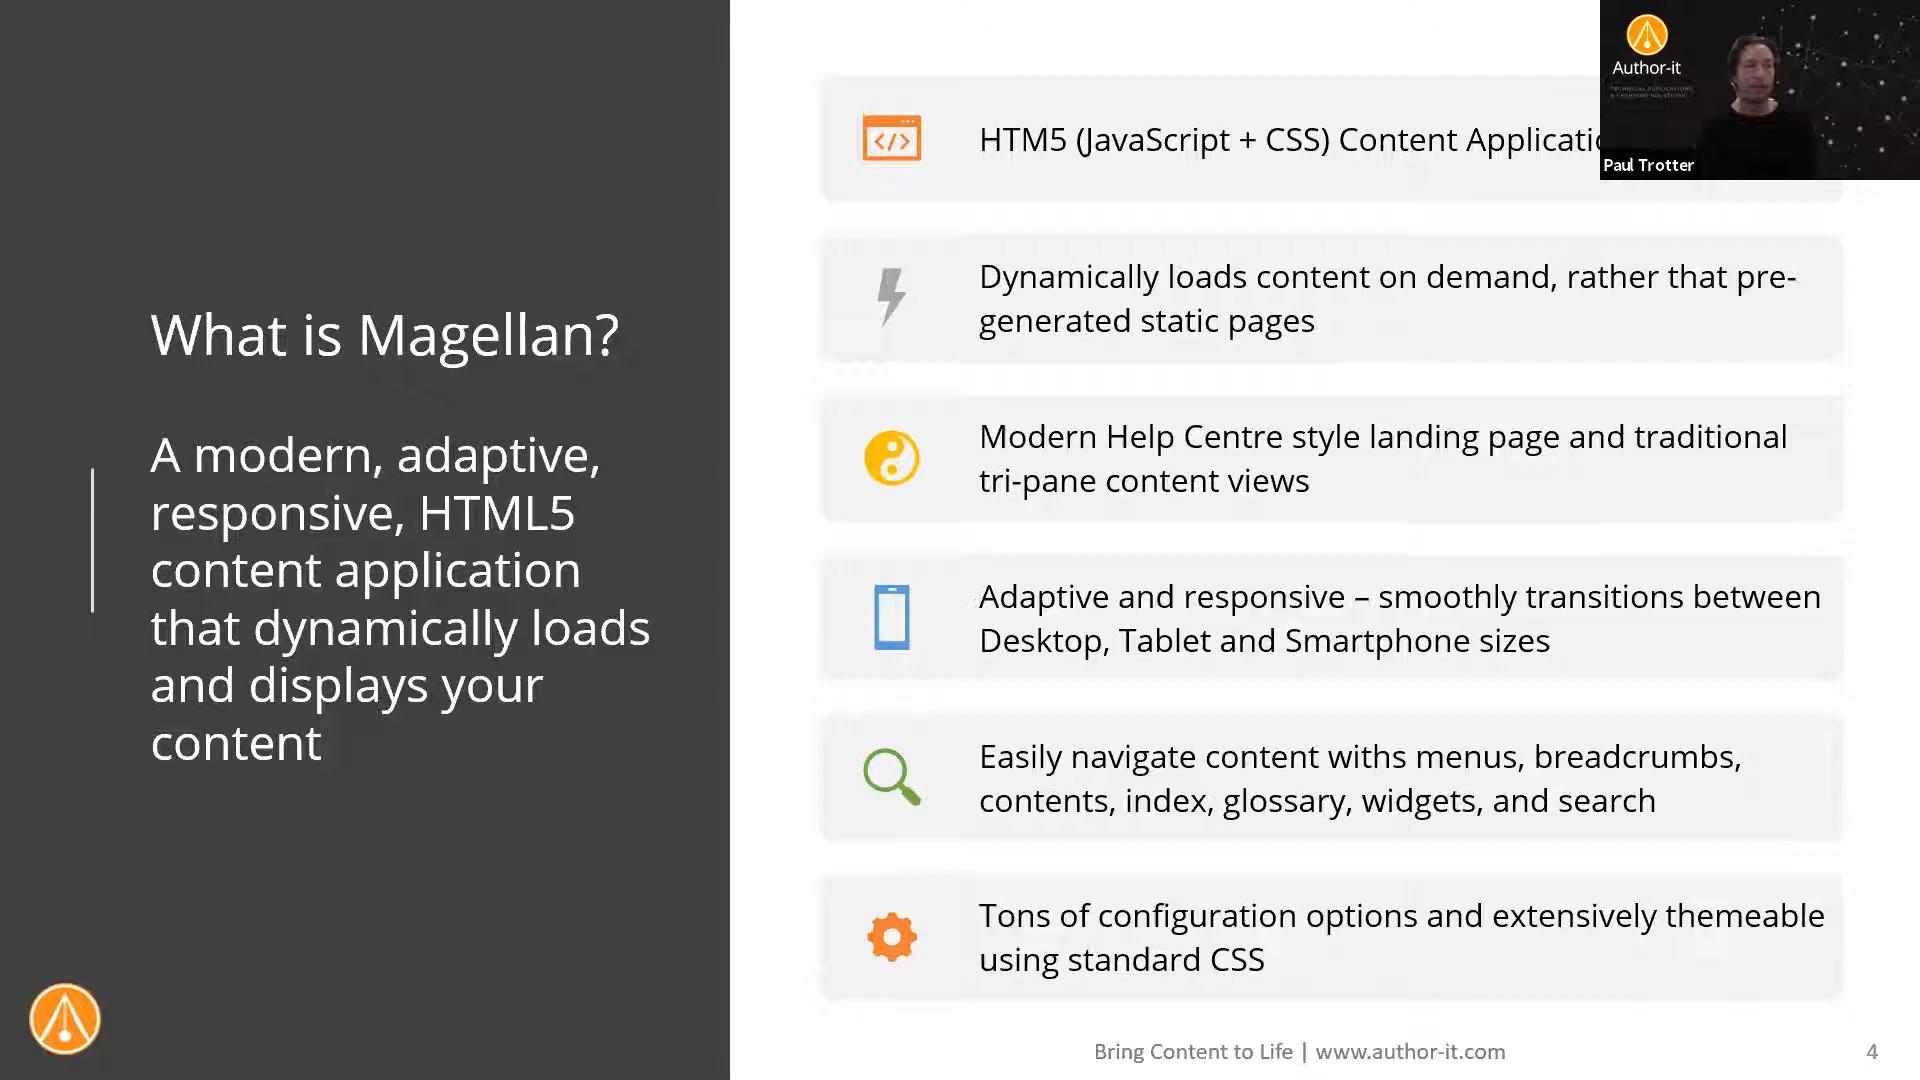 What is Magellan?
A modern, adaptive,
responsive, HTML5
content application
that dynamically loads
and displays your
content
HTM5 (JavaScript + CSS) Content
Dynamically loads content on demand, rather that pre-
generated static pages
Modern Help Centre style landing page and traditional
tri-pane content views
Adaptive and responsive – smoothly transitions between
Desktop, Tablet and Smartphone sizes
Easily navigate content withs menus, breadcrumbs,
contents, index, glossary, widgets, and search
Tons of configuration options and extensively themeable
using standard CSS
Author-it
Paul Trotter
Bring Content to Life | www.author-it.com
4